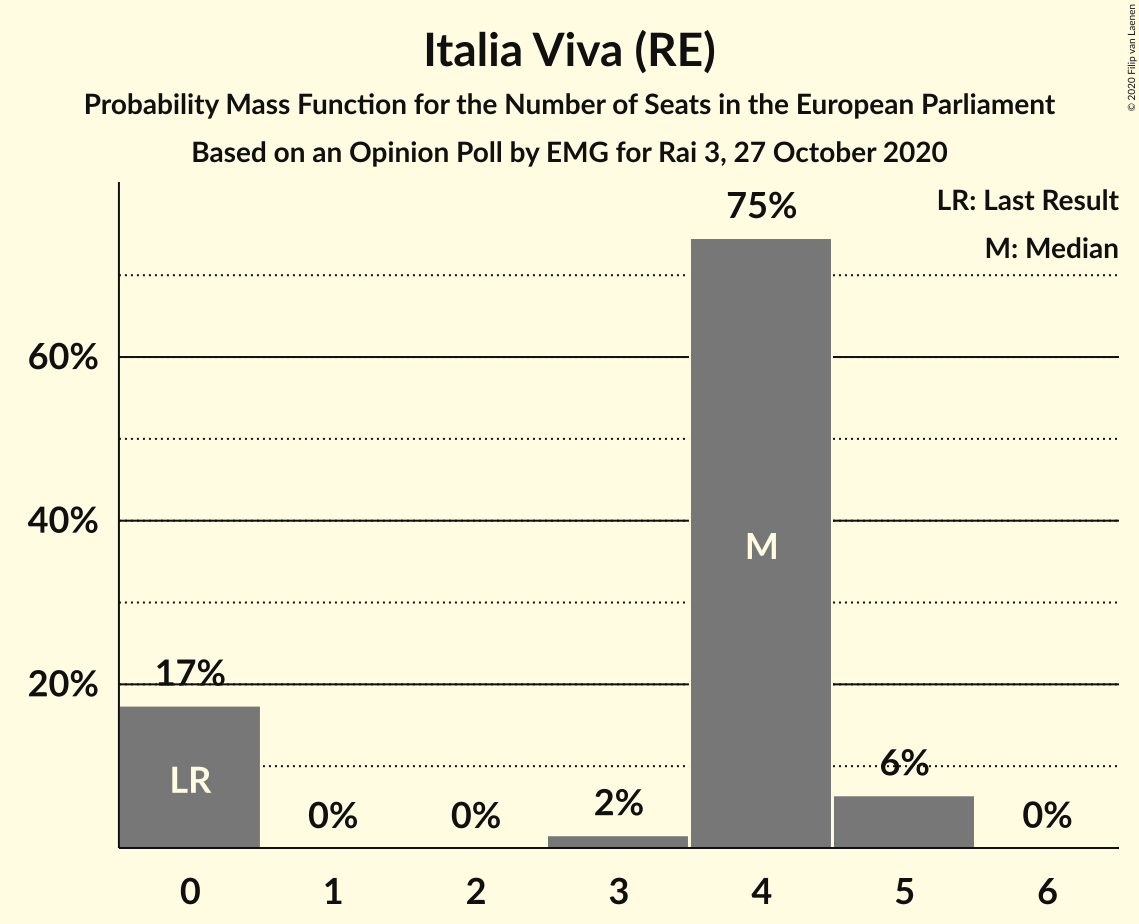 Italia Viva (RE)
Probability Mass Function for the Number of Seats in the European Parliament
Based on an Opinion Poll by EMG for Rai 3, 27 October 2020
© 2020 Filip van Laenen
LR: Last Result
M: Median
75%
60%
40%
M
17%
20%
6%
LR
2%
0%
0%
0%
0 1 2 3 4 5 6